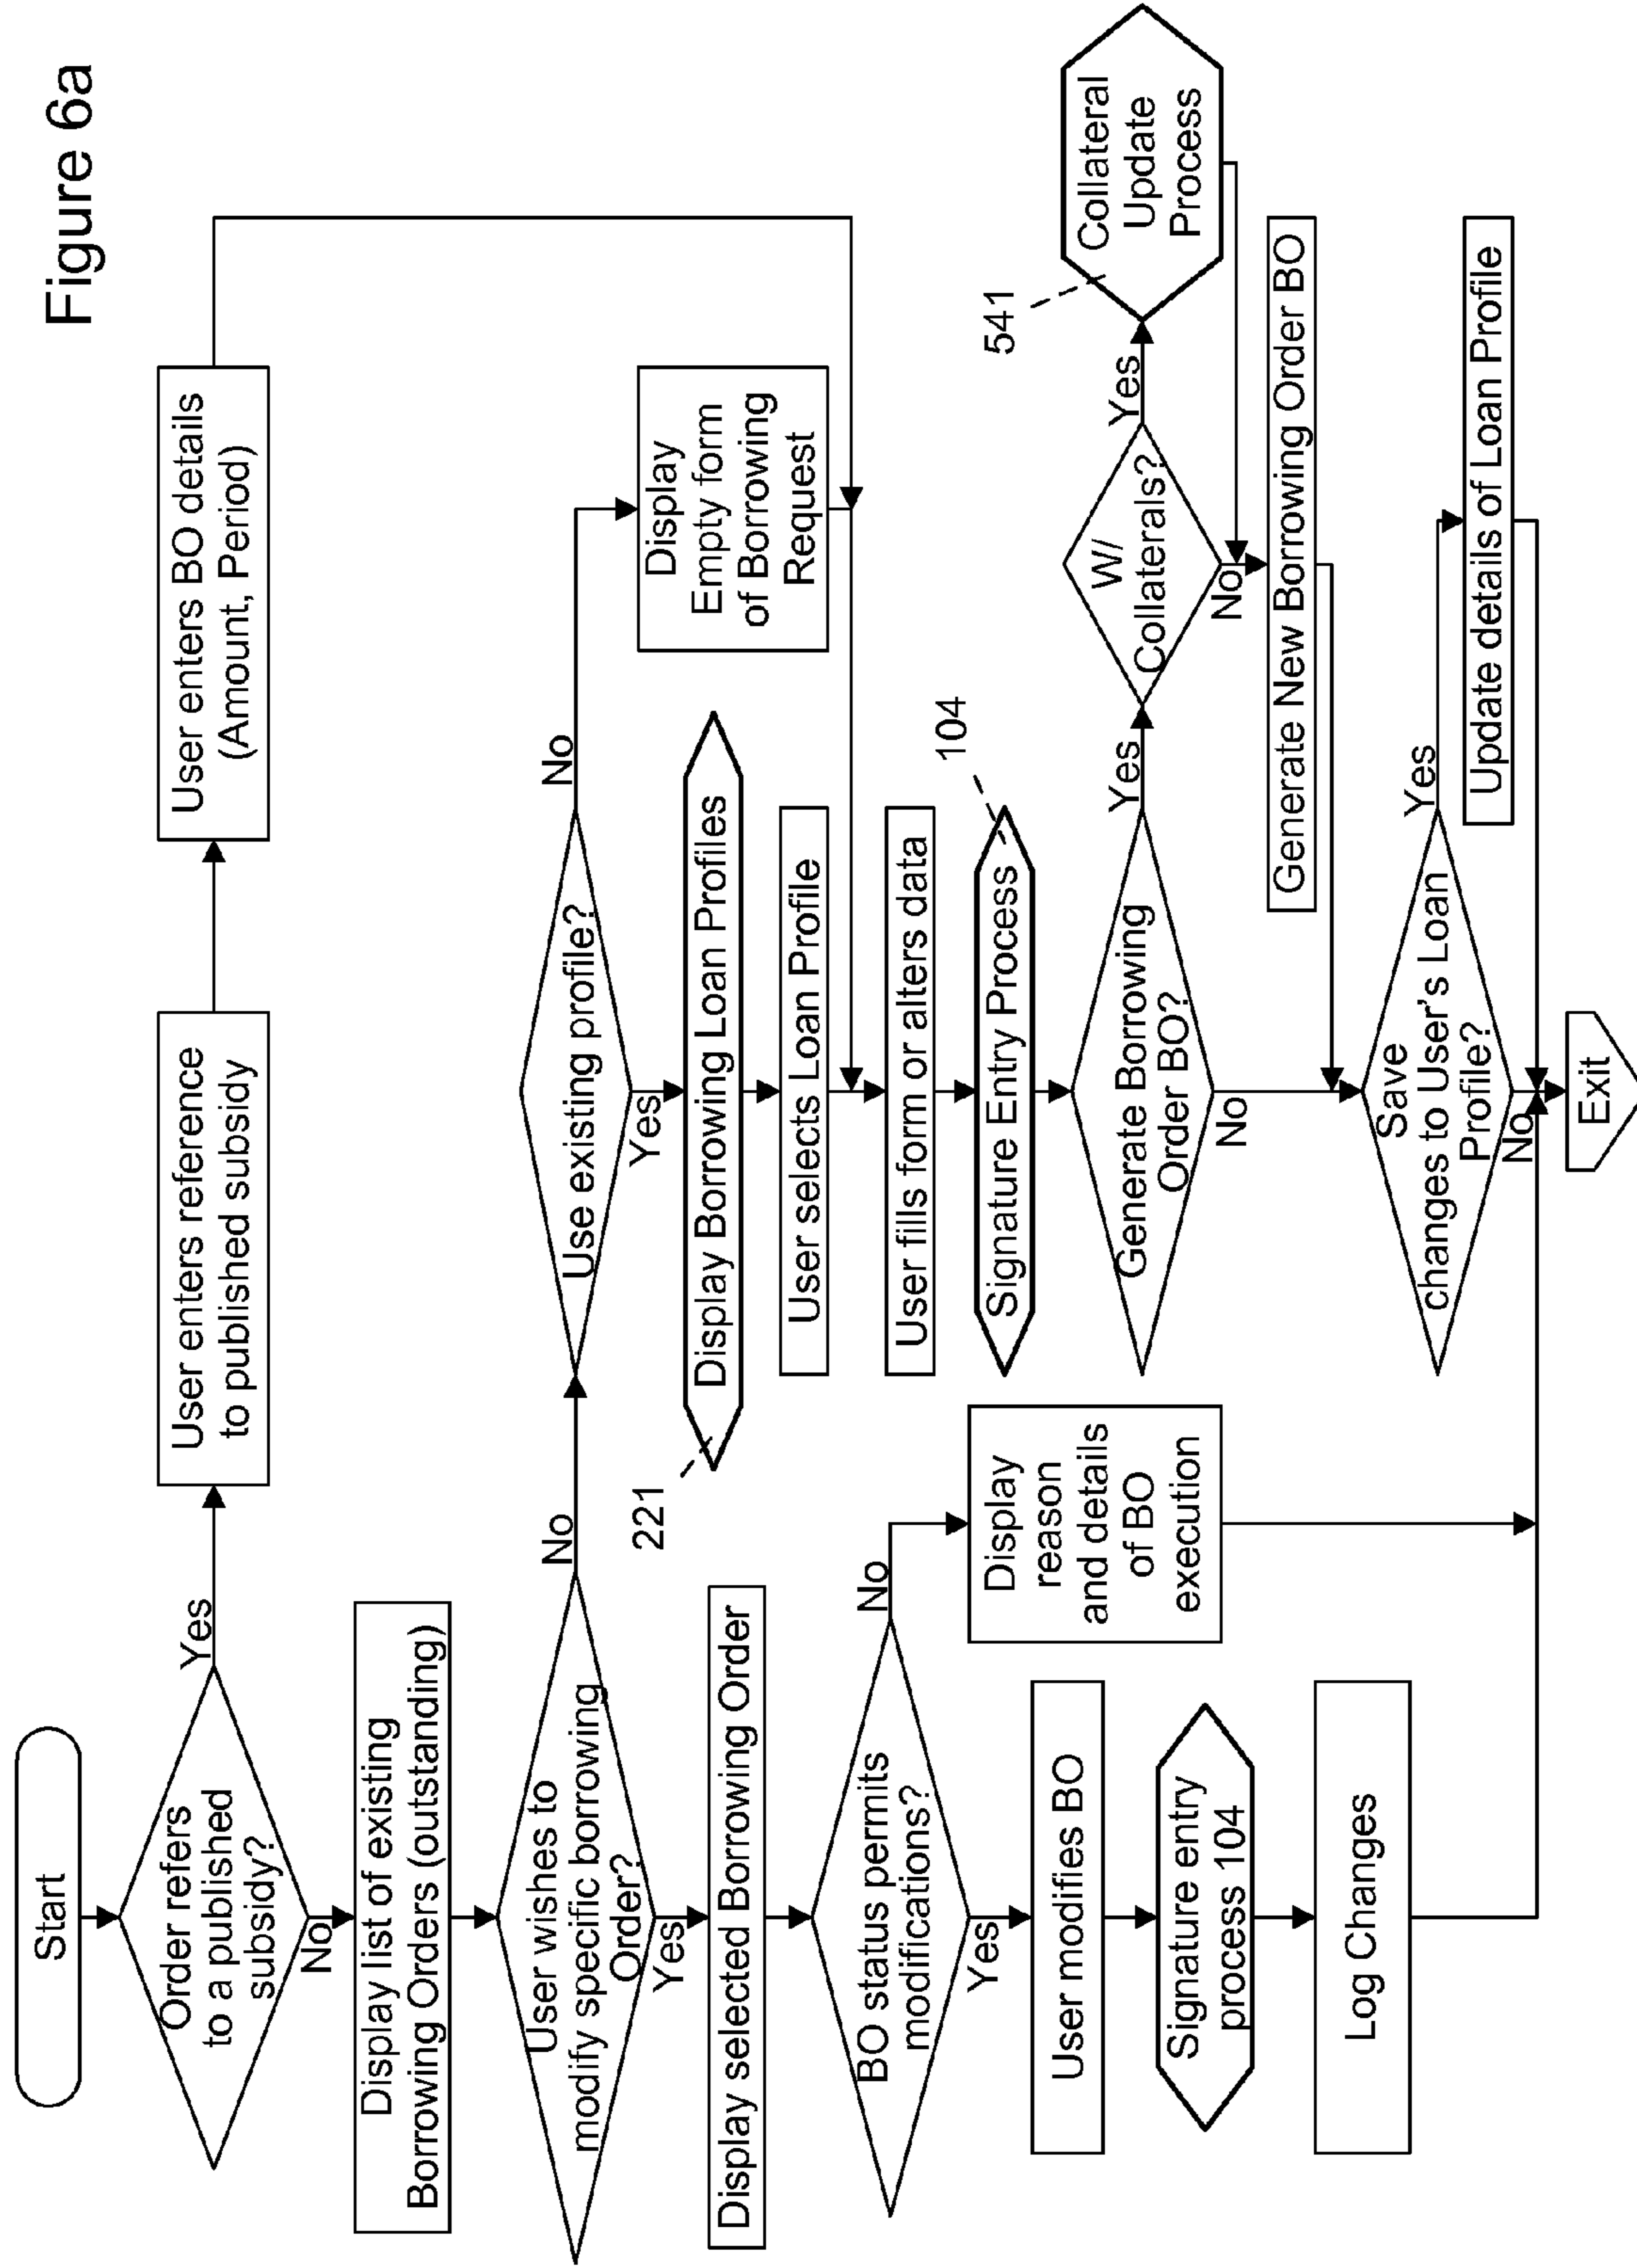 Figure 6a
Start
Order refers
to a published
subsidy?
Yes
No
User enters reference
to published subsidy
User enters BO details
(Amount, Period)
Display list of existing
Borrowing Orders (outstanding)
User wishes to
modify specific borrowing
Order?
No
Yes
Use existing profile?
No
Yes
Display
Empty form
of Borrowing
Request
221
Display Borrowing Loan Profiles
User selects Loan Profile
User fills form or alters data
104
Signature Entry Process
Generate Borrowing
Order BO?
Yes
No
W/
Collaterals?
Yes
No
541
Collateral
Update
Process
Generate New Borrowing Order BO
Save
changes to User's Loan
Profile?
Yes
No
Update details of Loan Profile
Display selected Borrowing Order
BO status permits
modifications?
No
Yes
Display
reason
and details
of BO
execution
User modifies BO
Signature entry
process 104
Log Changes
Exit